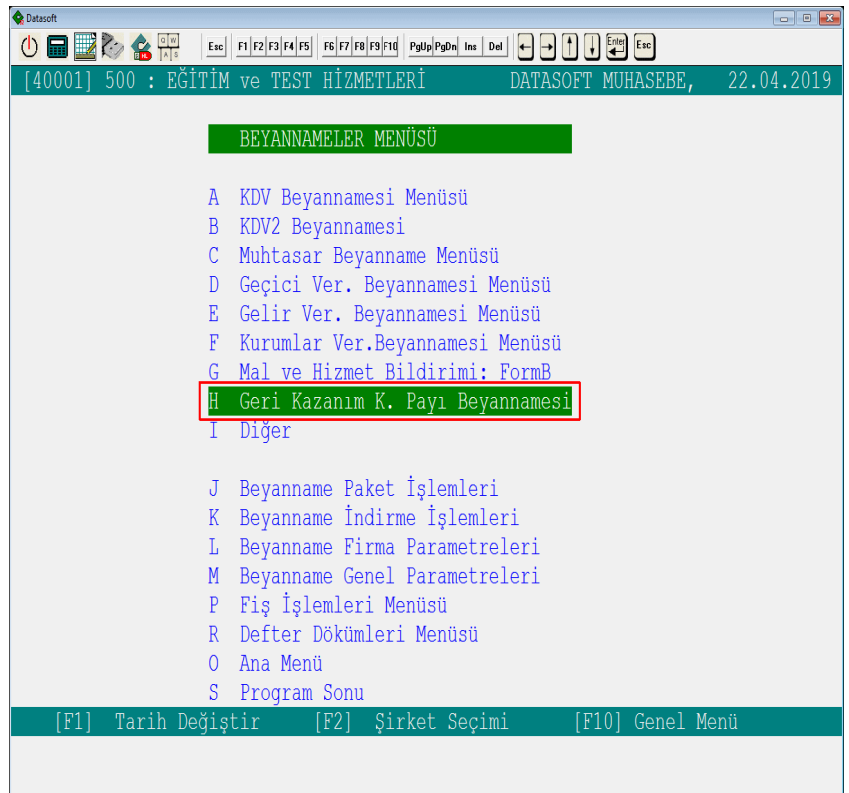 Datasoft
Q W A S HL Esc F1 F2 F3 F4 F5 F6 F7 F8 F9 F10 PgUp PgDn Ins Del Enter Esc
[40001] 500 : EĞİTİM ve TEST HİZMETLERİ DATASOFT MUHASEBE, 22.04.2019
BEYANNAMELER MENÜSÜ
A KDV Beyannamesi Menüsü
B KDV2 Beyannamesi
C Muhtasar Beyanname Menüsü
D Geçici Ver. Beyannamesi Menüsü
E Gelir Ver. Beyannamesi Menüsü
F Kurumlar Ver.Beyannamesi Menüsü
G Mal ve Hizmet Bildirimi: FormB
H Geri Kazanım K. Payı Beyannamesi
I Diğer
J Beyanname Paket İşlemleri
K Beyanname İndirme İşlemleri
L Beyanname Firma Parametreleri
M Beyanname Genel Parametreleri
P Fiş İşlemleri Menüsü
R Defter Dökümleri Menüsü
O Ana Menü
S Program Sonu
[F1] Tarih Değiştir [F2] Şirket Seçimi [F10] Genel Menü